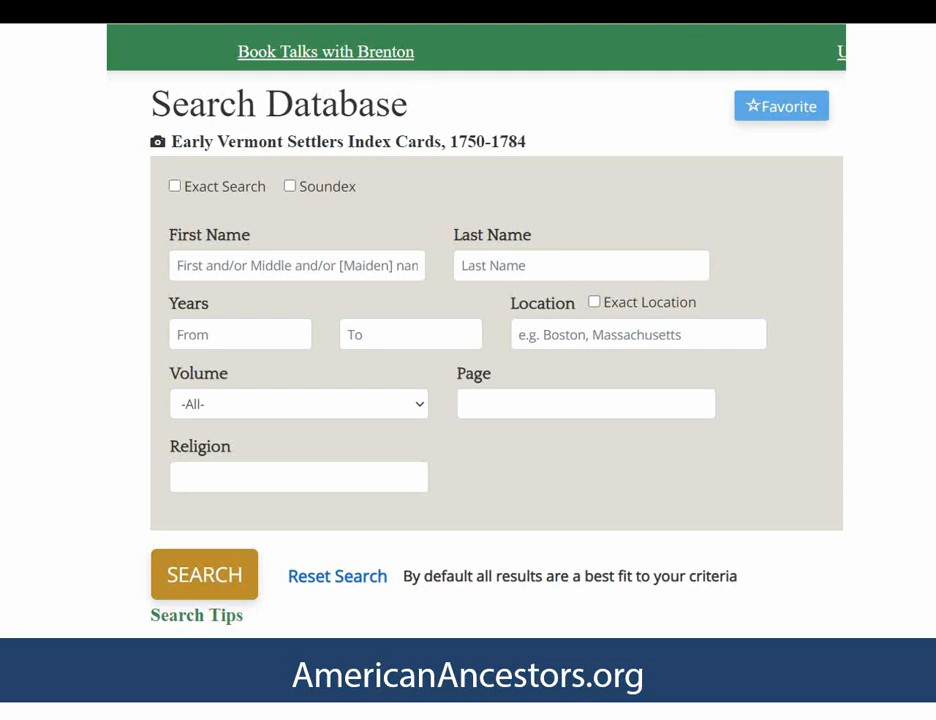 Book Talks with Brenton
U
Search Database
☆Favorite
Early Vermont Settlers Index Cards, 1750-1784
Exact Search Soundex
First Name Last Name
First and/or Middle and/or [Maiden] nan Last Name
Years Location Exact Location
From To e.g. Boston, Massachusetts
Volume Page
-All-
Religion
SEARCH Reset Search By default all results are a best fit to your criteria
Search Tips
AmericanAncestors.org